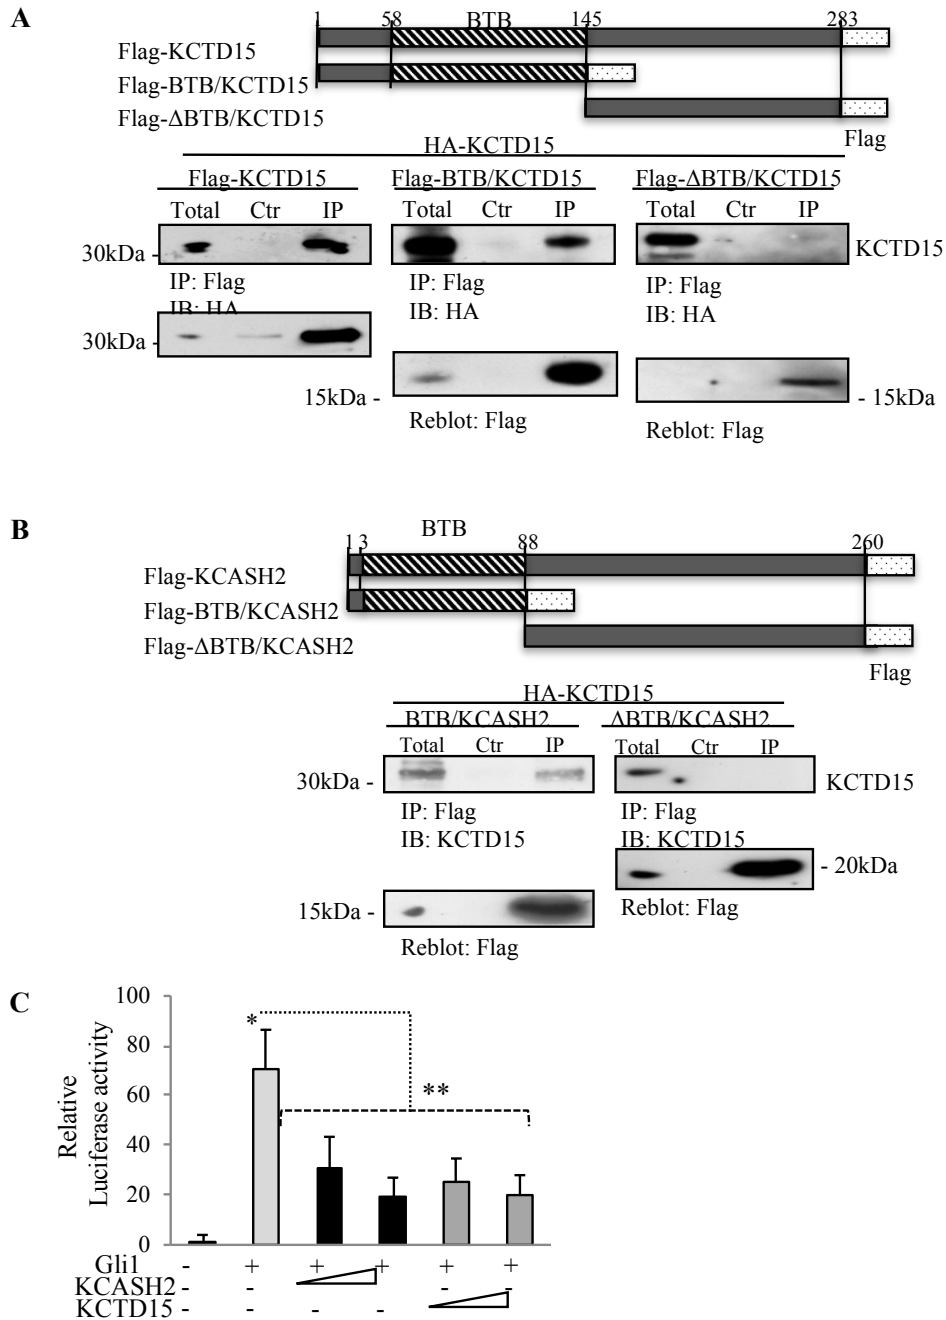 A
1 58 BTB 145 283
Flag-KCTD15
Flag-BTB/KCTD15
Flag-ΔBTB/KCTD15
Flag
HA-KCTD15
Flag-KCTD15 Flag-BTB/KCTD15 Flag-ΔBTB/KCTD15
Total Ctr IP Total Ctr IP Total Ctr IP
30kDa - KCTD15
IP: Flag IP: Flag IP: Flag
IB: HA IB: HA IB: HA
30kDa -
15kDa - - 15kDa
Reblot: Flag Reblot: Flag
B
BTB
1 3 88 260
Flag-KCASH2
Flag-BTB/KCASH2
Flag-ΔBTB/KCASH2
Flag
HA-KCTD15
BTB/KCASH2 ΔBTB/KCASH2
Total Ctr IP Total Ctr IP
30kDa - KCTD15
IP: Flag IP: Flag
IB: KCTD15 IB: KCTD15
- 20kDa
15kDa - Reblot: Flag
Reblot: Flag
C
Relative
Luciferase activity
100
80
60
40
20
0
*
**
Gli1 - + + + + +
KCASH2 - - - -
KCTD15 - - - -